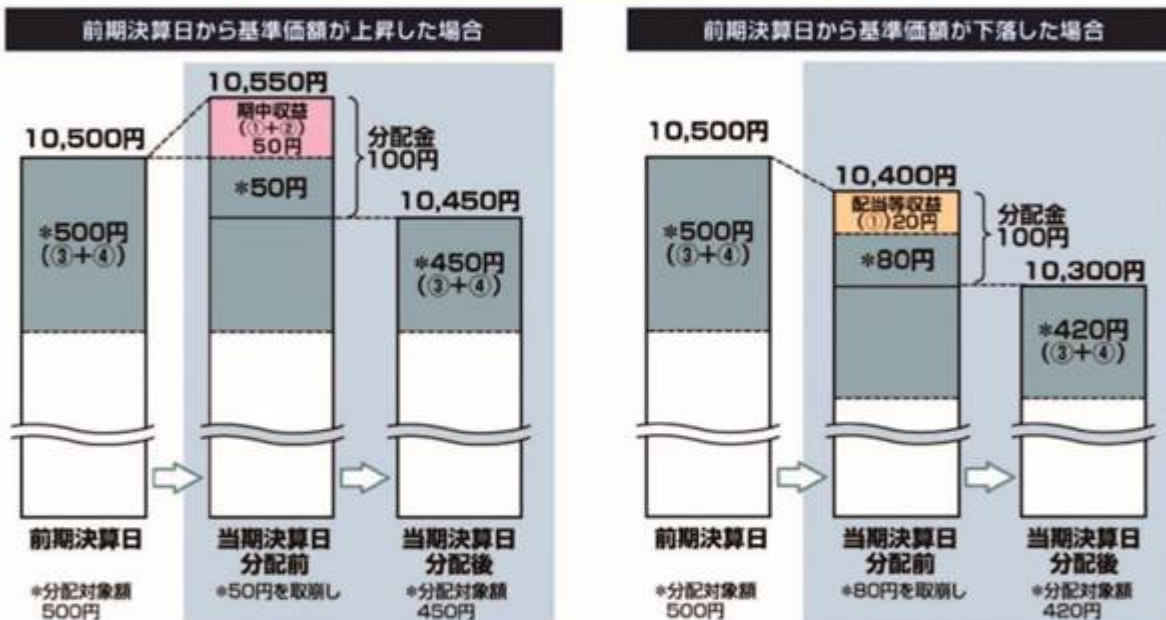 前期決算日から基準価額が上昇した場合
10,500円
*500円
(③+④)
10,550円
期中収益
(①+②)
50円
*50円
分配金
100円
10,450円
*450円
(③+④)
前期決算日
当期決算日
分配前
当期決算日
分配後
*分配対象額
500円
*50円を取崩し
*分配対象額
450円
前期決算日から基準価額が下落した場合
10,500円
*500円
(③+④)
10,400円
配当等収益
(①)20円
*80円
分配金
100円
10,300円
*420円
(③+④)
前期決算日
当期決算日
分配前
当期決算日
分配後
*分配対象額
500円
*80円を取崩し
*分配対象額
420円